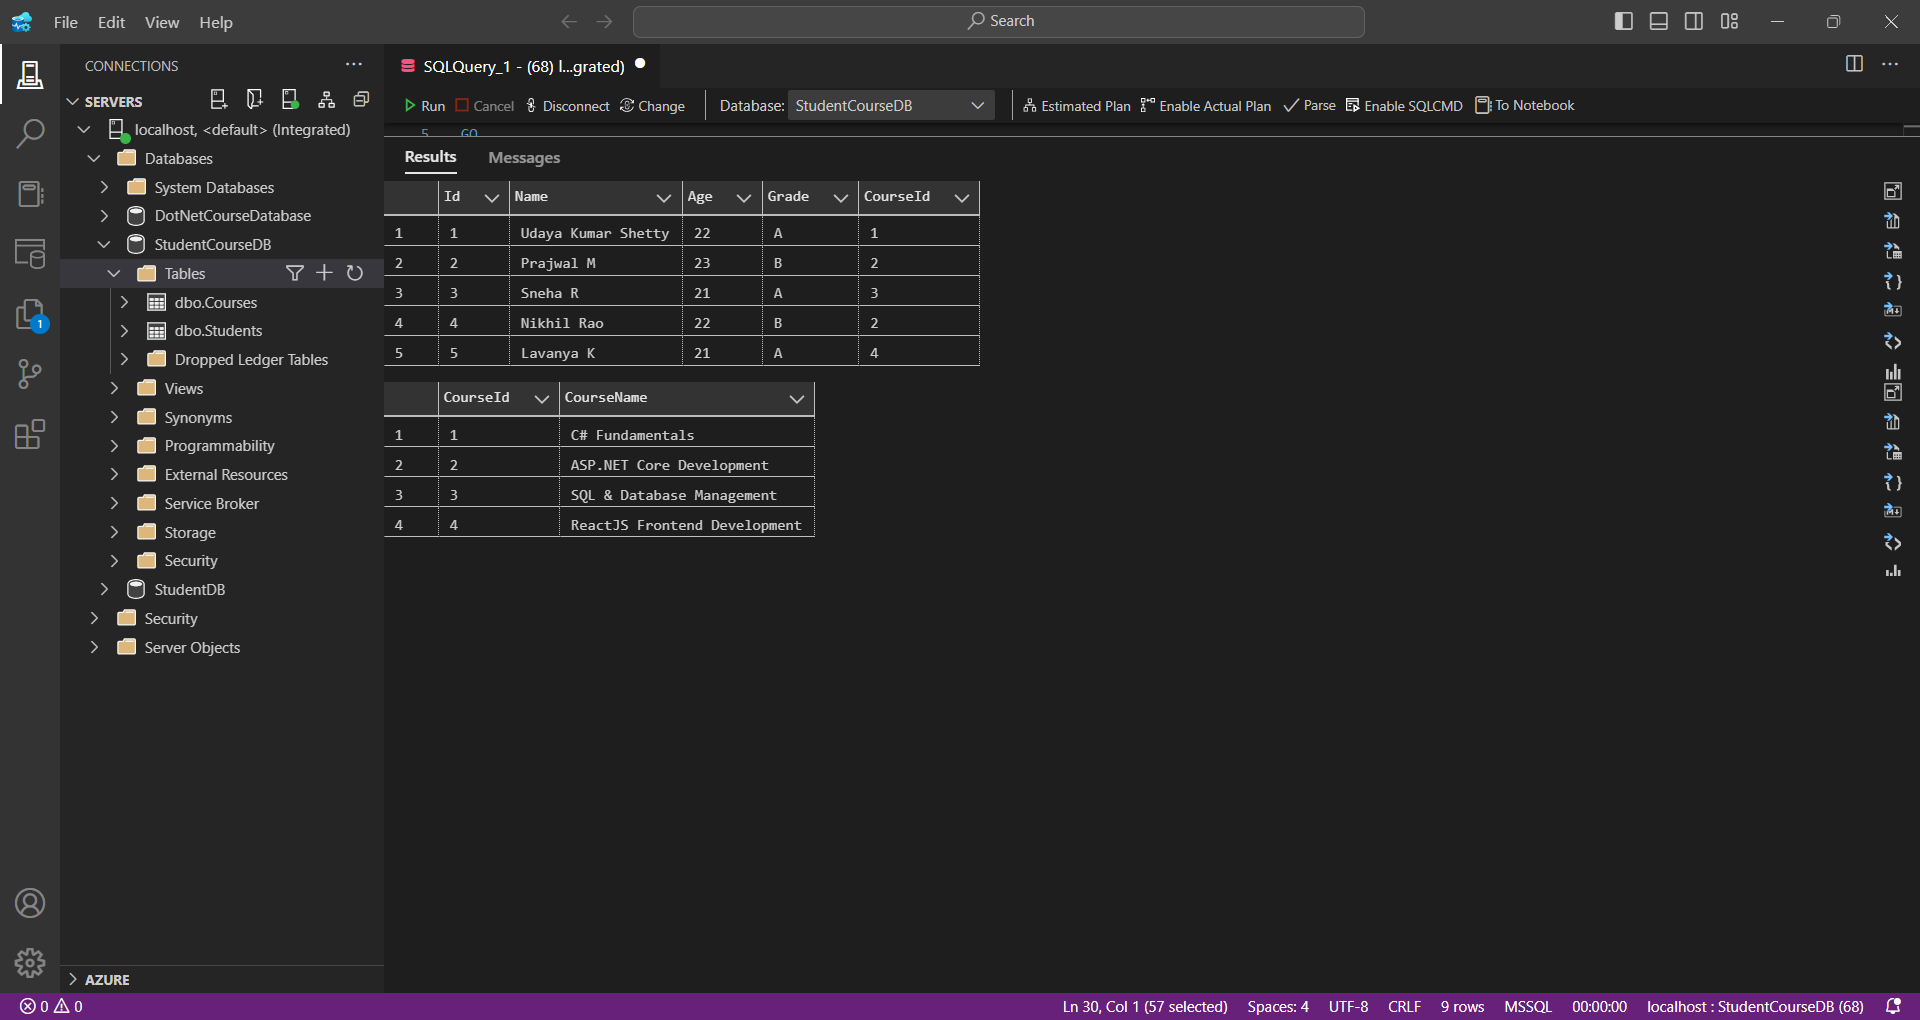 File Edit View Help
Search
CONNECTIONS
SERVERS
localhost, <default> (Integrated)
Databases
System Databases
DotNetCourseDatabase
StudentCourseDB
Tables
dbo.Courses
dbo.Students
Dropped Ledger Tables
Views
Synonyms
Programmability
External Resources
Service Broker
Storage
Security
StudentDB
Security
Server Objects
AZURE
1
SQLQuery_1 - (68) l...grated)
Run Cancel Disconnect Change Database: StudentCourseDB Estimated Plan Enable Actual Plan Parse Enable SQLCMD To Notebook
5 GO
Results Messages
Id Name Age Grade CourseId
1 1 Udaya Kumar Shetty 22 A 1
2 2 Prajwal M 23 B 2
3 3 Sneha R 21 A 3
4 4 Nikhil Rao 22 B 2
5 5 Lavanya K 21 A 4
CourseId CourseName
1 1 C# Fundamentals
2 2 ASP.NET Core Development
3 3 SQL & Database Management
4 4 ReactJS Frontend Development
0 0 Ln 30, Col 1 (57 selected) Spaces: 4 UTF-8 CRLF 9 rows MSSQL 00:00:00 localhost : StudentCourseDB (68)